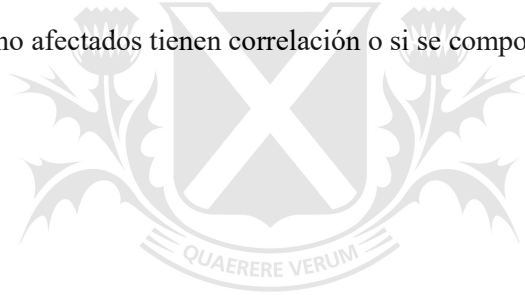 no afectados tienen correlación o si se compo
QUAERERE VERUM